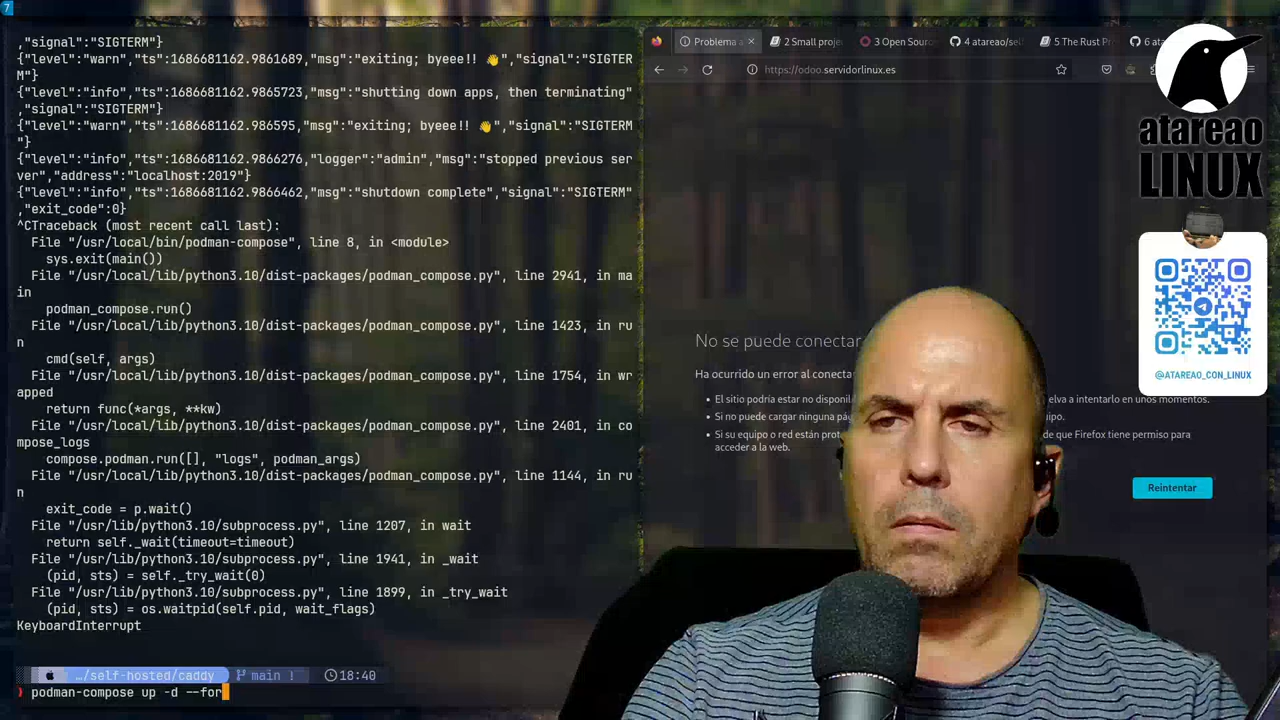 7
,"signal":"SIGTERM"}
{"level":"warn","ts":1686681162.9861689,"msg":"exiting; byeee!! 👋","signal":"SIGTER
M"}
{"level":"info","ts":1686681162.9865723,"msg":"shutting down apps, then terminating"
,"signal":"SIGTERM"}
{"level":"warn","ts":1686681162.986595,"msg":"exiting; byeee!! 👋","signal":"SIGTERM
"}
{"level":"info","ts":1686681162.9866276,"logger":"admin","msg":"stopped previous ser
ver","address":"localhost:2019"}
{"level":"info","ts":1686681162.9866462,"msg":"shutdown complete","signal":"SIGTERM"
,"exit_code":0}
^CTraceback (most recent call last):
File "/usr/local/bin/podman-compose", line 8, in <module>
sys.exit(main())
File "/usr/local/lib/python3.10/dist-packages/podman_compose.py", line 2941, in ma
in
podman_compose.run()
File "/usr/local/lib/python3.10/dist-packages/podman_compose.py", line 1423, in ru
n
cmd(self, args)
File "/usr/local/lib/python3.10/dist-packages/podman_compose.py", line 1754, in wr
apped
return func(*args, **kw)
File "/usr/local/lib/python3.10/dist-packages/podman_compose.py", line 2401, in co
mpose_logs
compose.podman.run([], "logs", podman_args)
File "/usr/local/lib/python3.10/dist-packages/podman_compose.py", line 1144, in ru
n
exit_code = p.wait()
File "/usr/lib/python3.10/subprocess.py", line 1207, in wait
return self._wait(timeout=timeout)
File "/usr/lib/python3.10/subprocess.py", line 1941, in _wait
(pid, sts) = self._try_wait(0)
File "/usr/lib/python3.10/subprocess.py", line 1899, in _try_wait
(pid, sts) = os.waitpid(self.pid, wait_flags)
KeyboardInterrupt
…/self-hosted/caddy main ! 18:40
❯ podman-compose up -d --for
Problema a × 2 Small proje 3 Open Source 4 atareao/sel 5 The Rust Pr 6 ata
https://odoo.servidorlinux.es
No se puede conectar
Ha ocurrido un error al conecta
El sitio podría estar no disponi elva a intentarlo en unos momentos.
Si no puede cargar ninguna pág uipo.
Si su equipo o red están prot de que Firefox tiene permiso para
acceder a la web.
Reintentar
atareao
LINUX
@ATAREAO_CON_LINUX